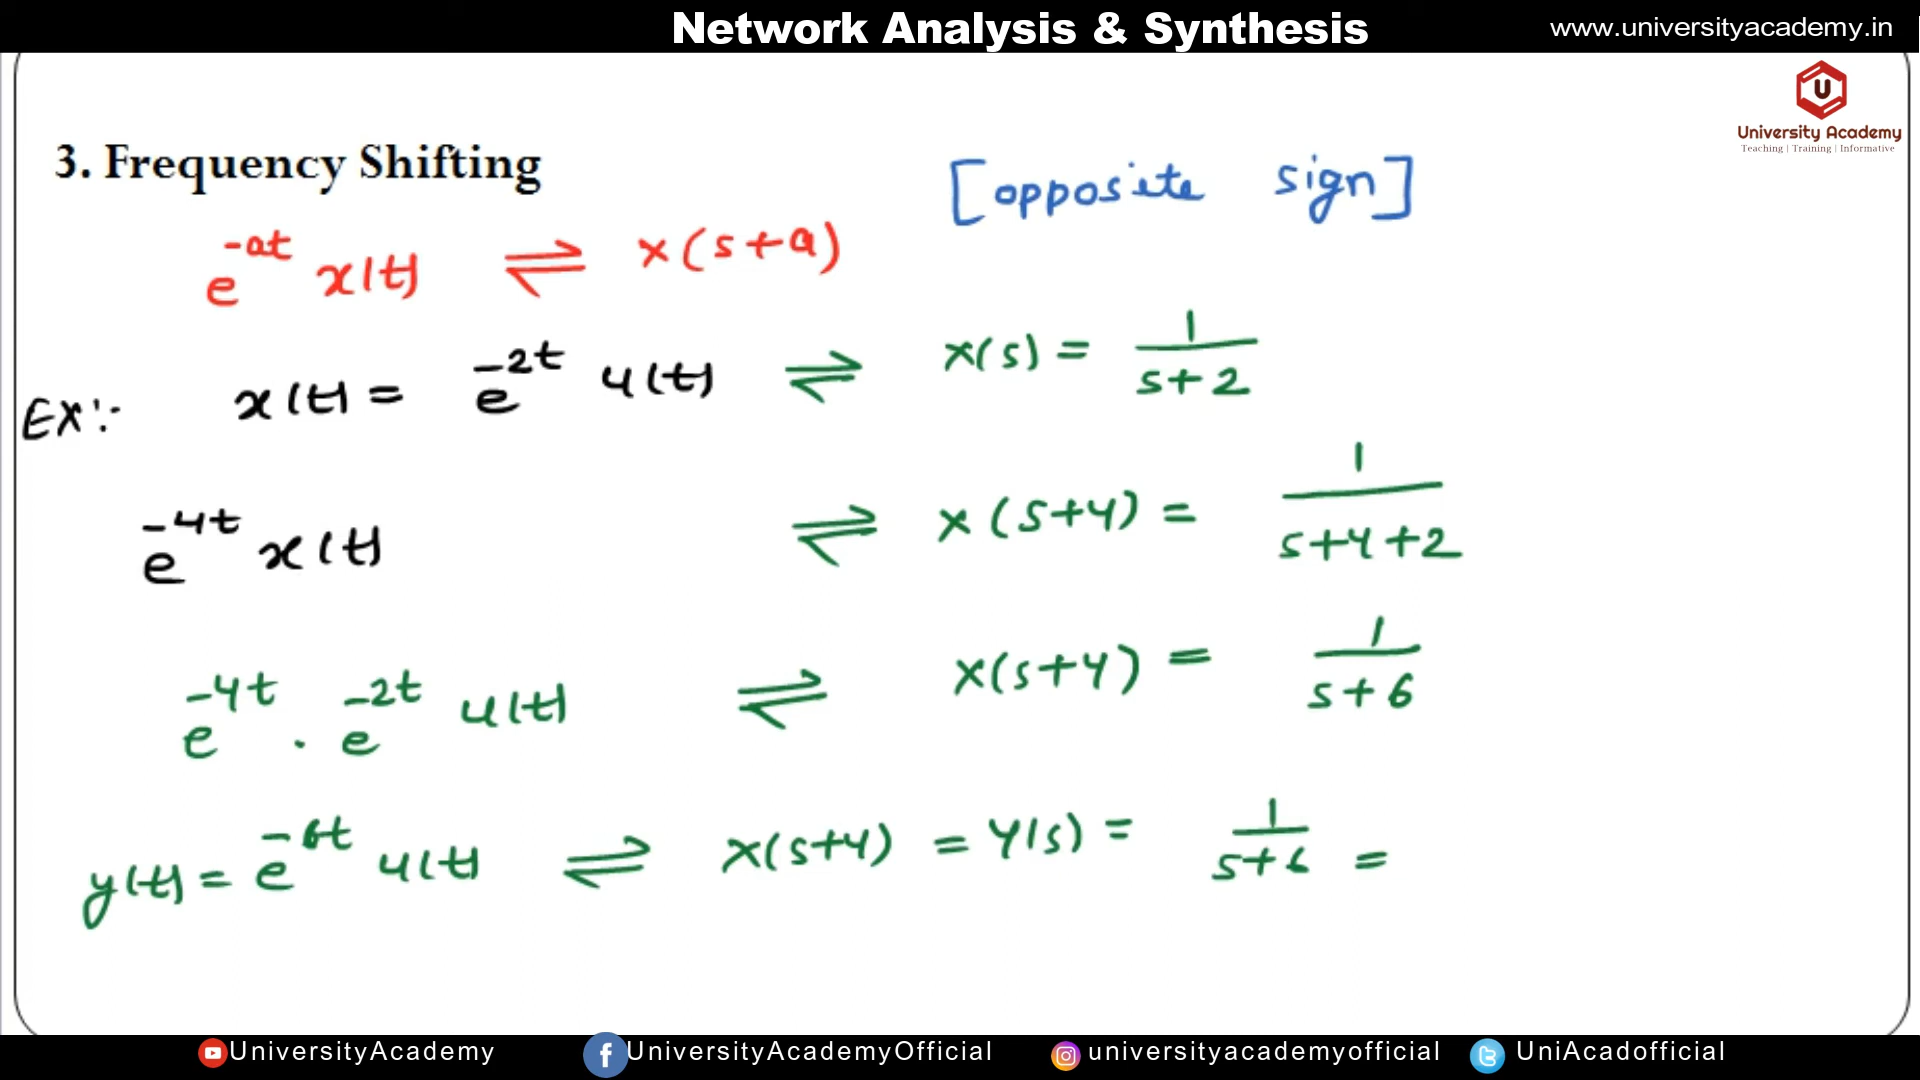 Network Analysis & Synthesis
www.universityacademy.in
U
University Academy
Teaching | Training | Informative
3. Frequency Shifting
[opposite sign]
e^-at x(t) ⇌ X(s+a)
EX:- x(t) = e^-2t u(t) ⇌ X(s) = 1/(s+2)
e^-4t x(t) ⇌ X(s+4) = 1/(s+4+2)
e^-4t . e^-2t u(t) ⇌ X(s+4) = 1/(s+6)
y(t) = e^-6t u(t) ⇌ X(s+4) = Y(s) = 1/(s+6) =
UniversityAcademy
UniversityAcademyOfficial
universityacademyofficial
UniAcadofficial